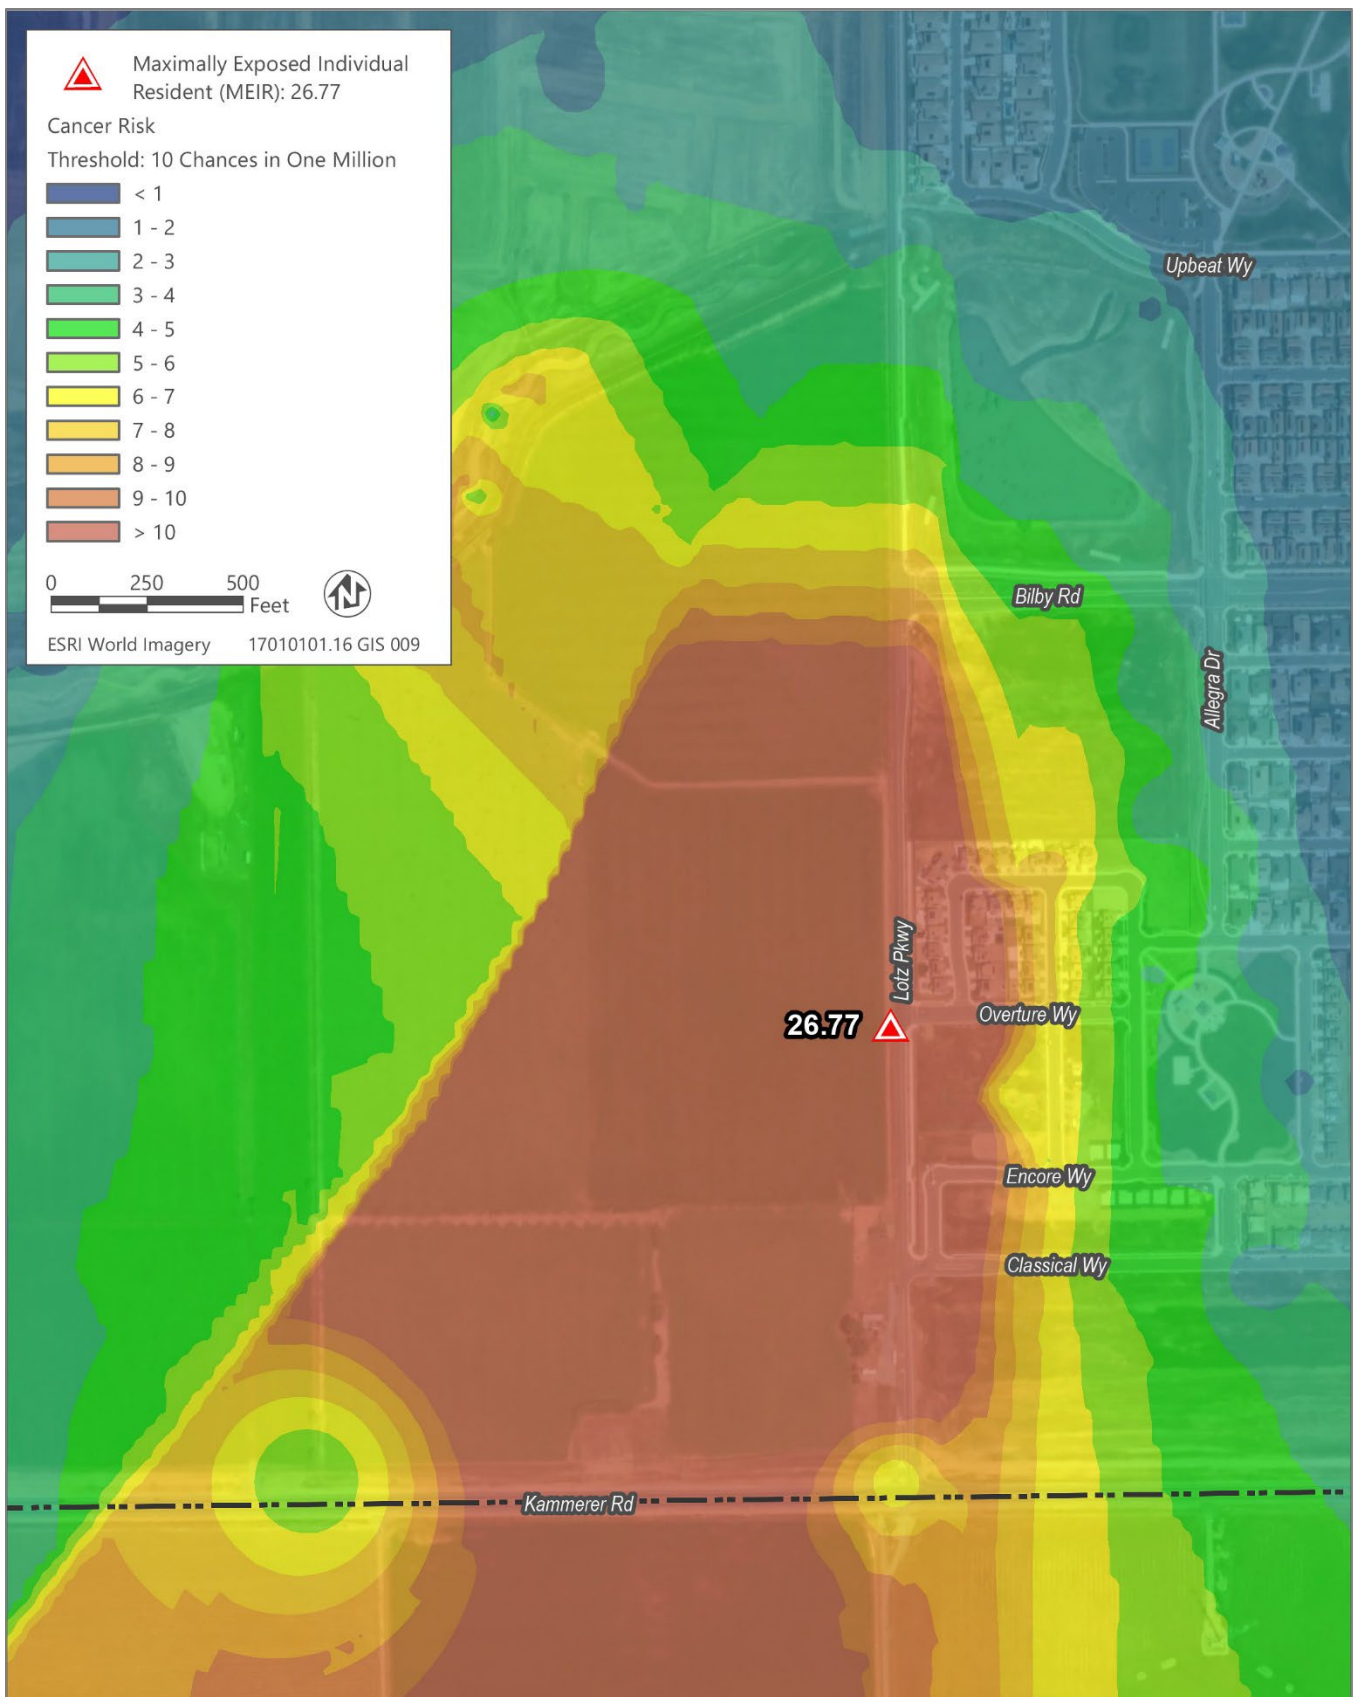 Maximally Exposed Individual
Resident (MEIR): 26.77
Cancer Risk
Threshold: 10 Chances in One Million
< 1
1 - 2
2 - 3
3 - 4
4 - 5
5 - 6
6 - 7
7 - 8
8 - 9
9 - 10
> 10
0 250 500
Feet
N
ESRI World Imagery 17010101.16 GIS 009
Upbeat Wy
Bilby Rd
Allegra Dr
Lotz Pkwy
26.77
Overture Wy
Encore Wy
Classical Wy
Kammerer Rd